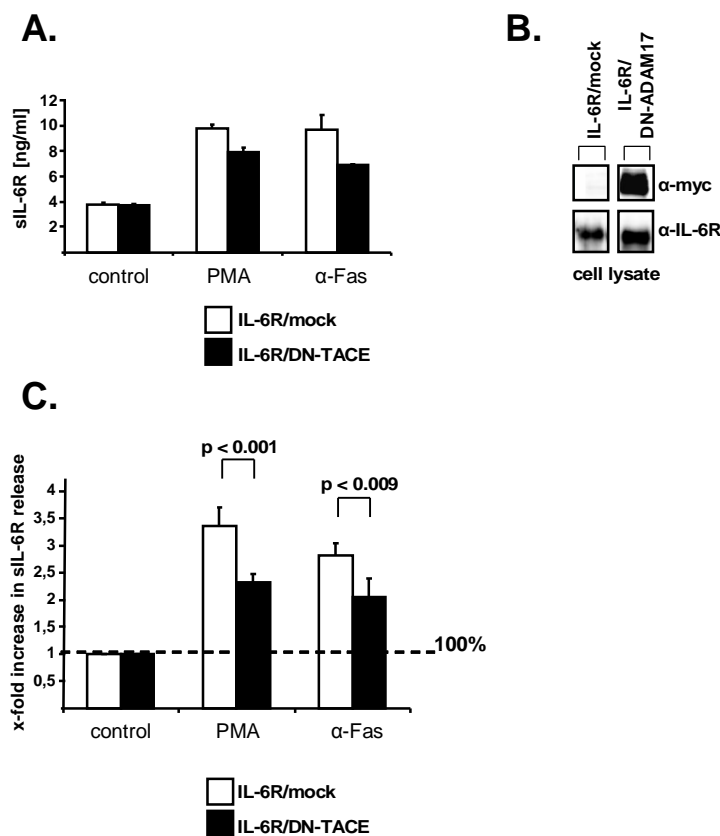 A.
sIL-6R [ng/ml]
12
10
8
6
4
2
control
PMA
α-Fas
IL-6R/mock
IL-6R/DN-TACE
B.
IL-6R/mock
IL-6R/
DN-ADAM17
α-myc
α-IL-6R
cell lysate
C.
x-fold increase in sIL-6R release
4
3,5
3
2,5
2
1,5
1
0,5
p < 0.001
p < 0.009
100%
control
PMA
α-Fas
IL-6R/mock
IL-6R/DN-TACE